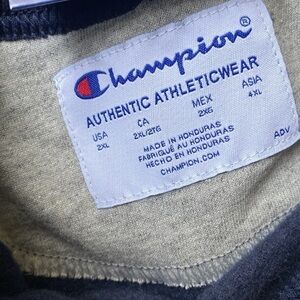 Champion®
AUTHENTIC ATHLETICWEAR
USA CA MEX ASIA
2XL 2XL/2TG 2XG 4XL
MADE IN HONDURAS
FABRIQUÉ AU HONDURAS
HECHO EN HONDURAS
CHAMPION.COM
ADV